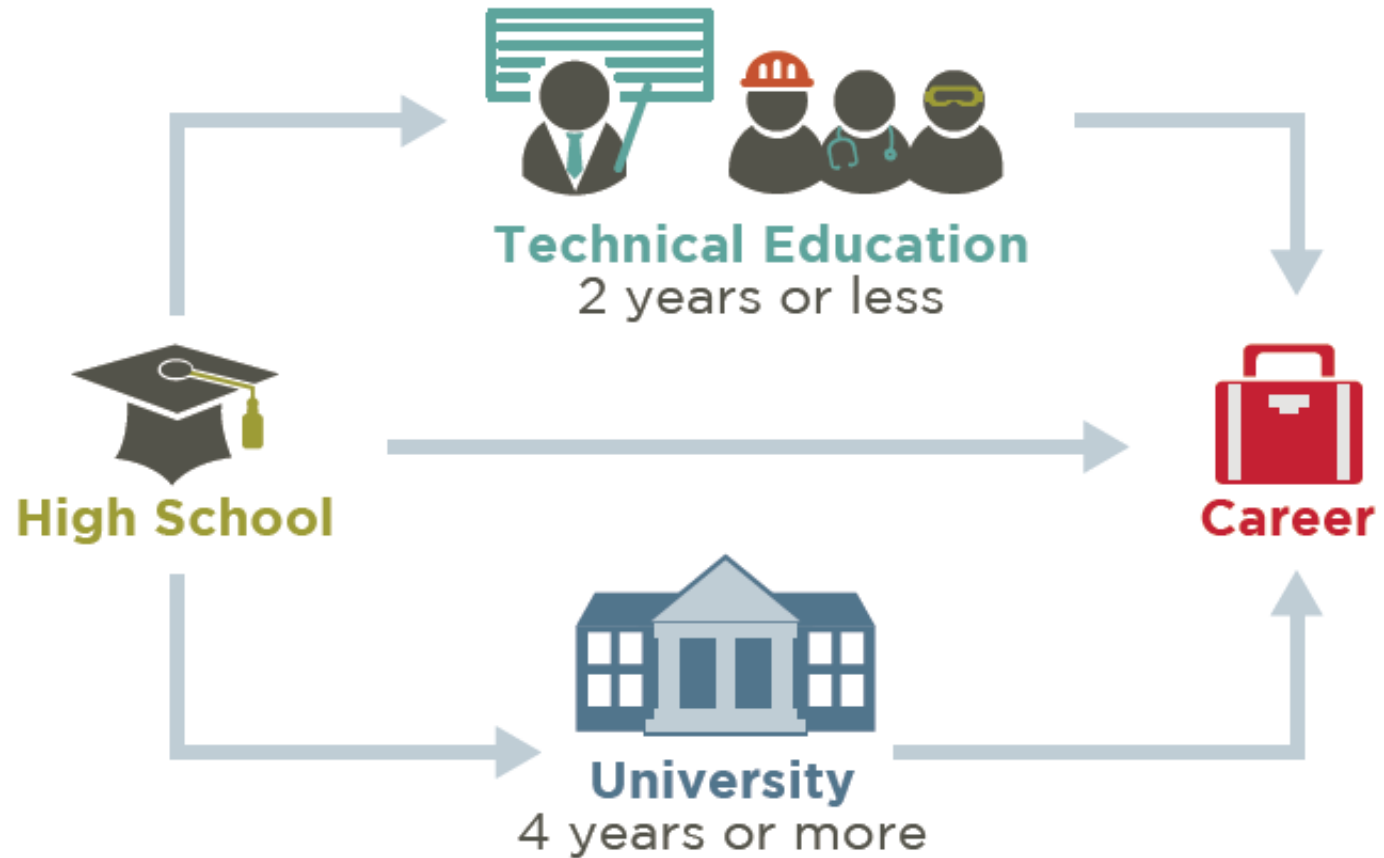 Technical Education
2 years or less
High School
Career
University
4 years or more